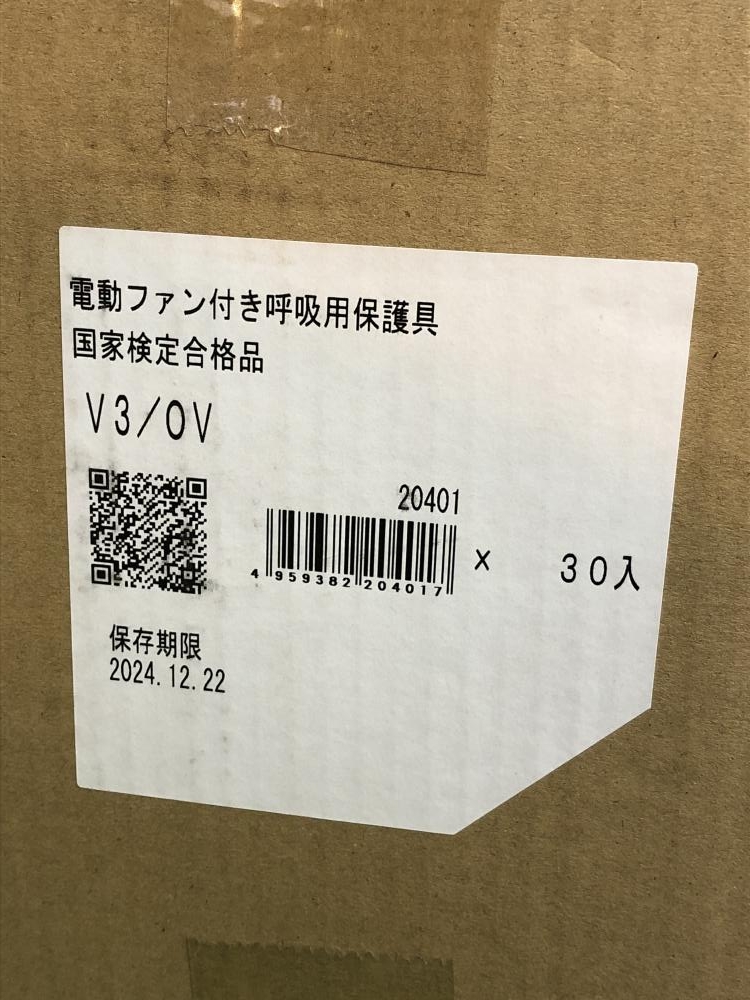 電動ファン付き呼吸用保護具
国家検定合格品
V3/OV
20401
4 959382 204017
× 30入
保存期限
2024.12.22